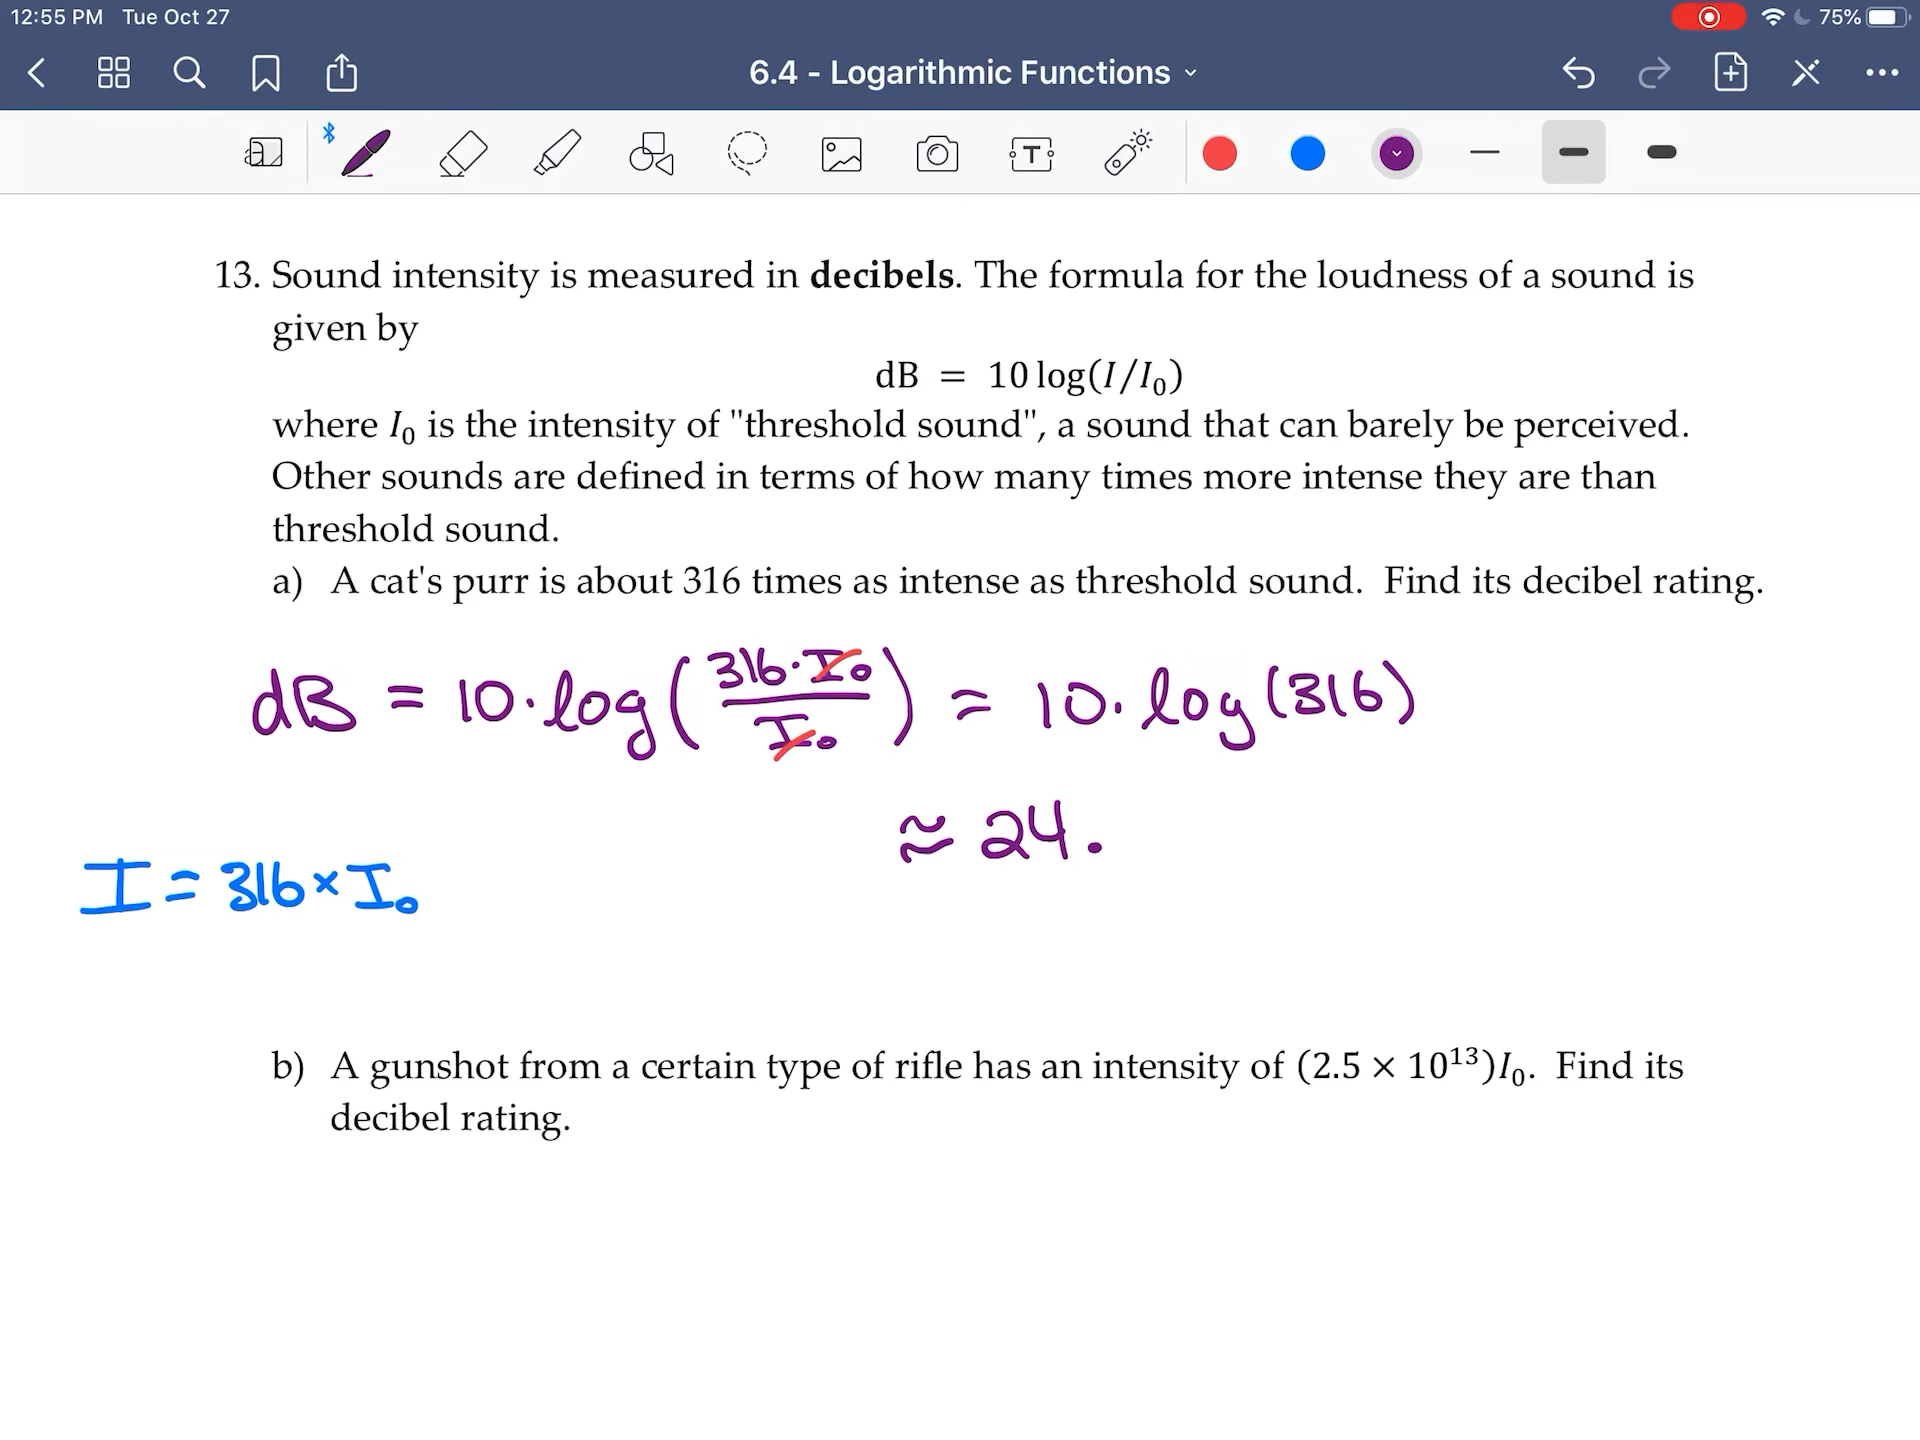 12:55 PM Tue Oct 27
75%
6.4 - Logarithmic Functions
13. Sound intensity is measured in decibels. The formula for the loudness of a sound is
given by
dB = 10 log(I/I₀)
where I₀ is the intensity of "threshold sound", a sound that can barely be perceived.
Other sounds are defined in terms of how many times more intense they are than
threshold sound.
a) A cat's purr is about 316 times as intense as threshold sound. Find its decibel rating.
dB = 10·log(316·I₀/I₀) = 10·log(316)
≈ 24.
I = 316 × I₀
b) A gunshot from a certain type of rifle has an intensity of (2.5 × 10¹³)I₀. Find its
decibel rating.